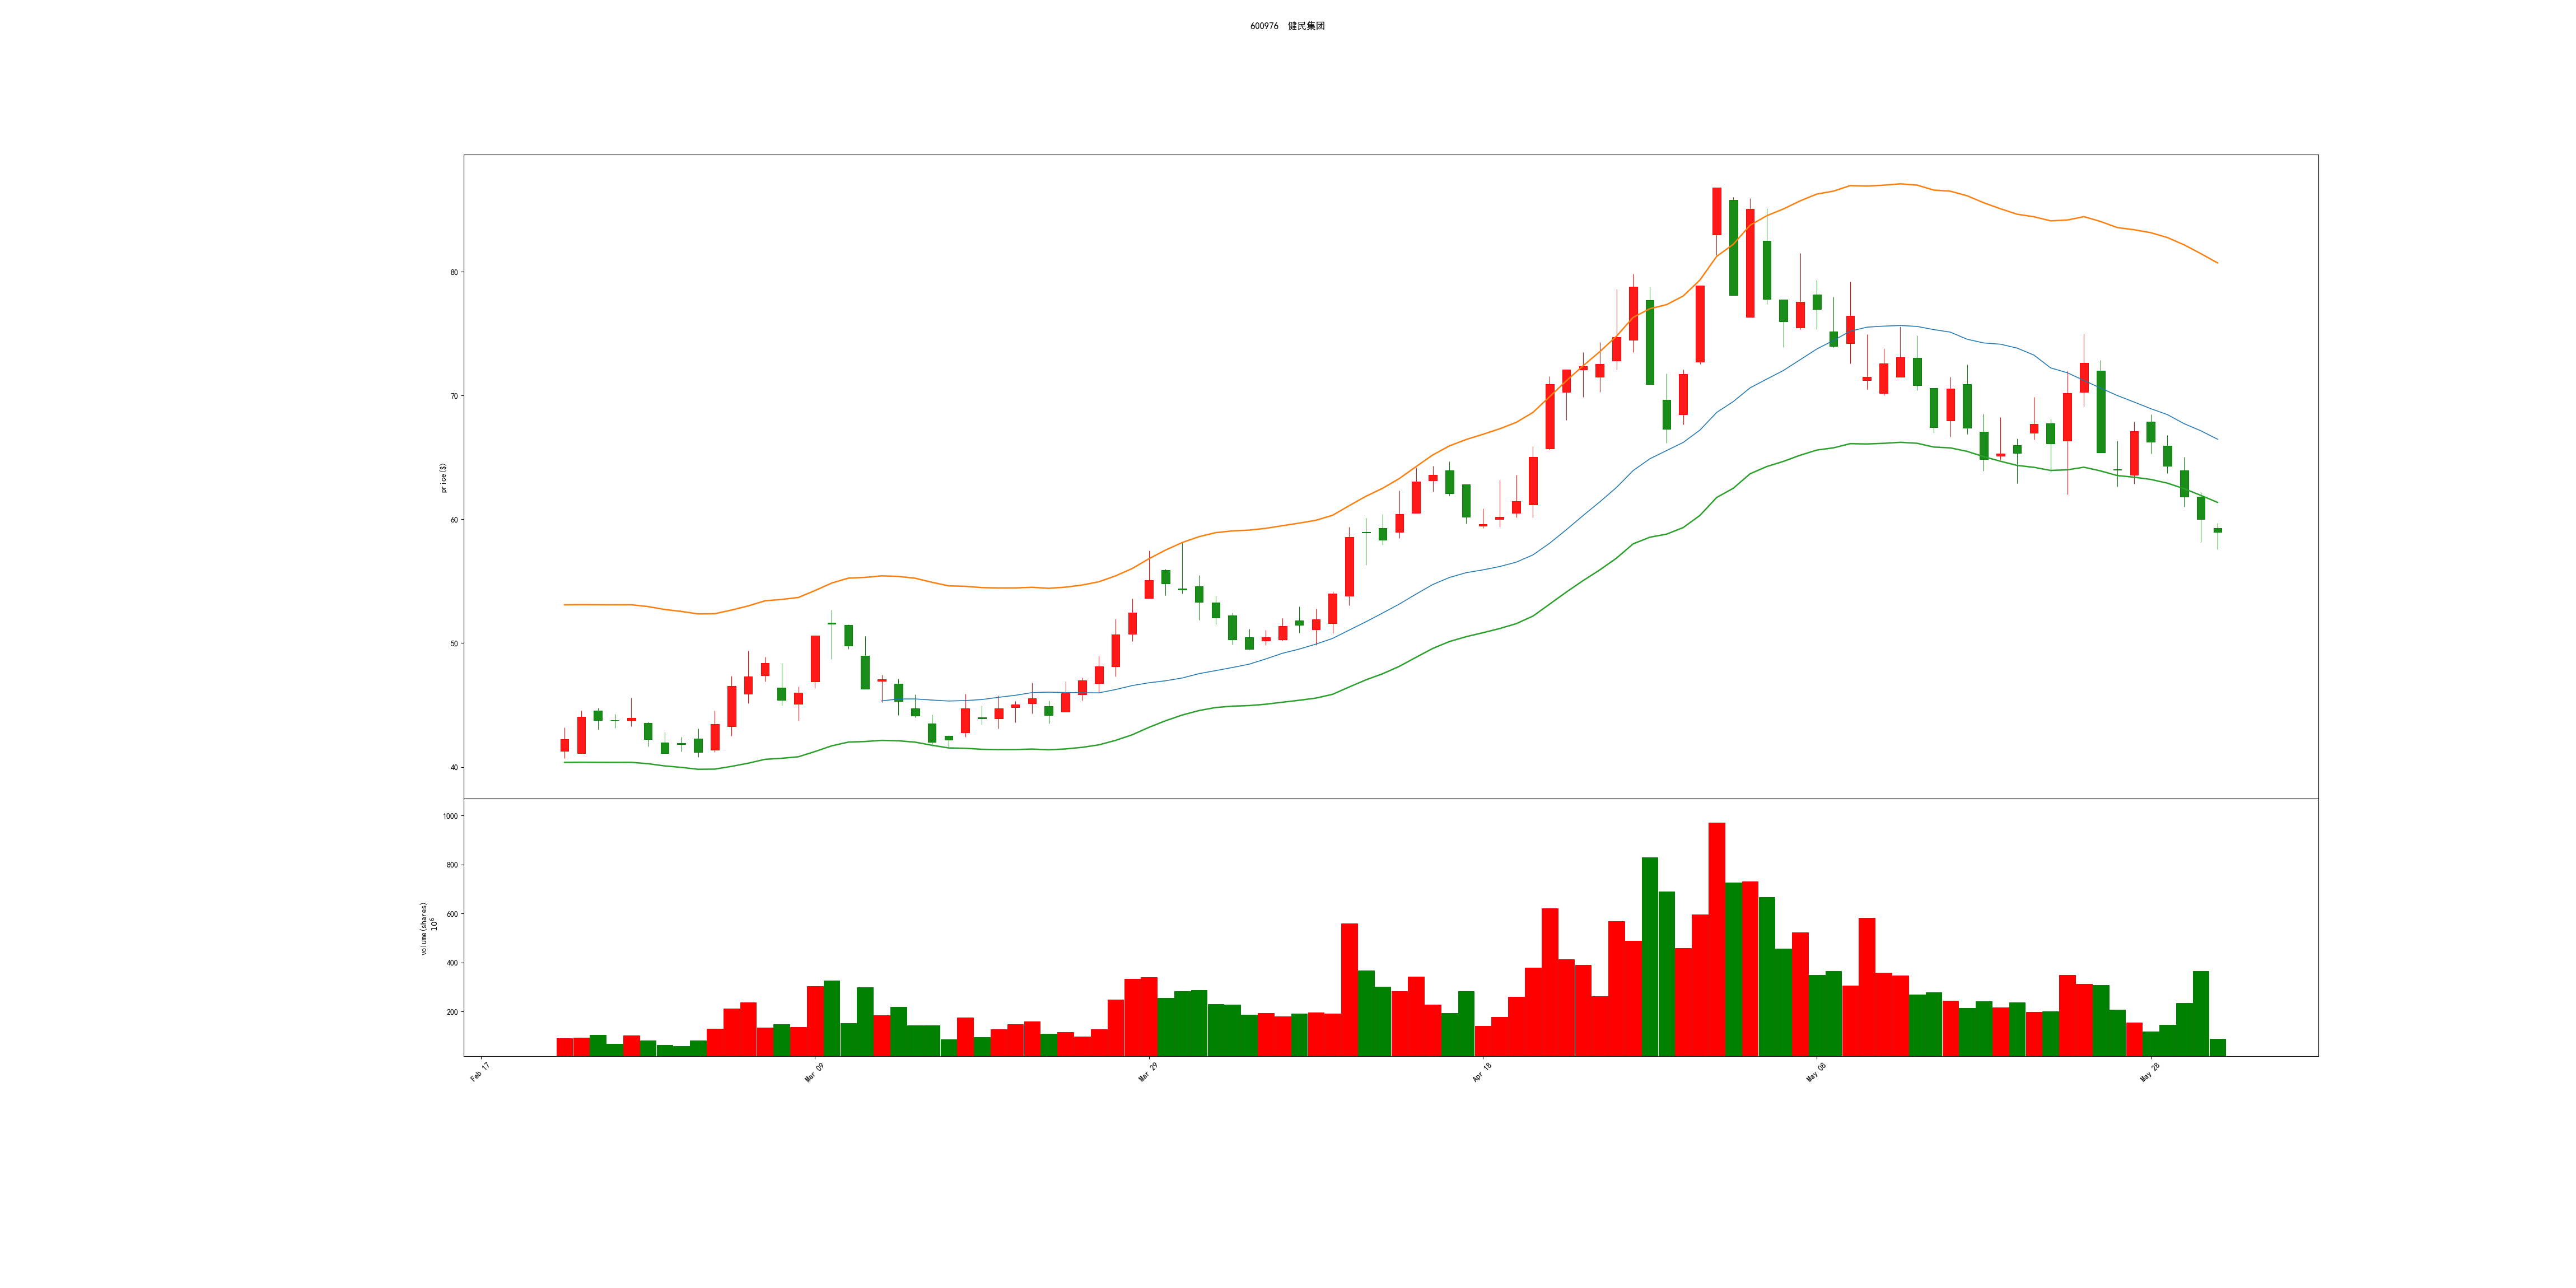 600976 健民集团
price($)
80
70
60
50
40
volume(shares)
10^6
1000
800
600
400
200
Feb 17
Mar 09
Mar 29
Apr 18
May 08
May 28